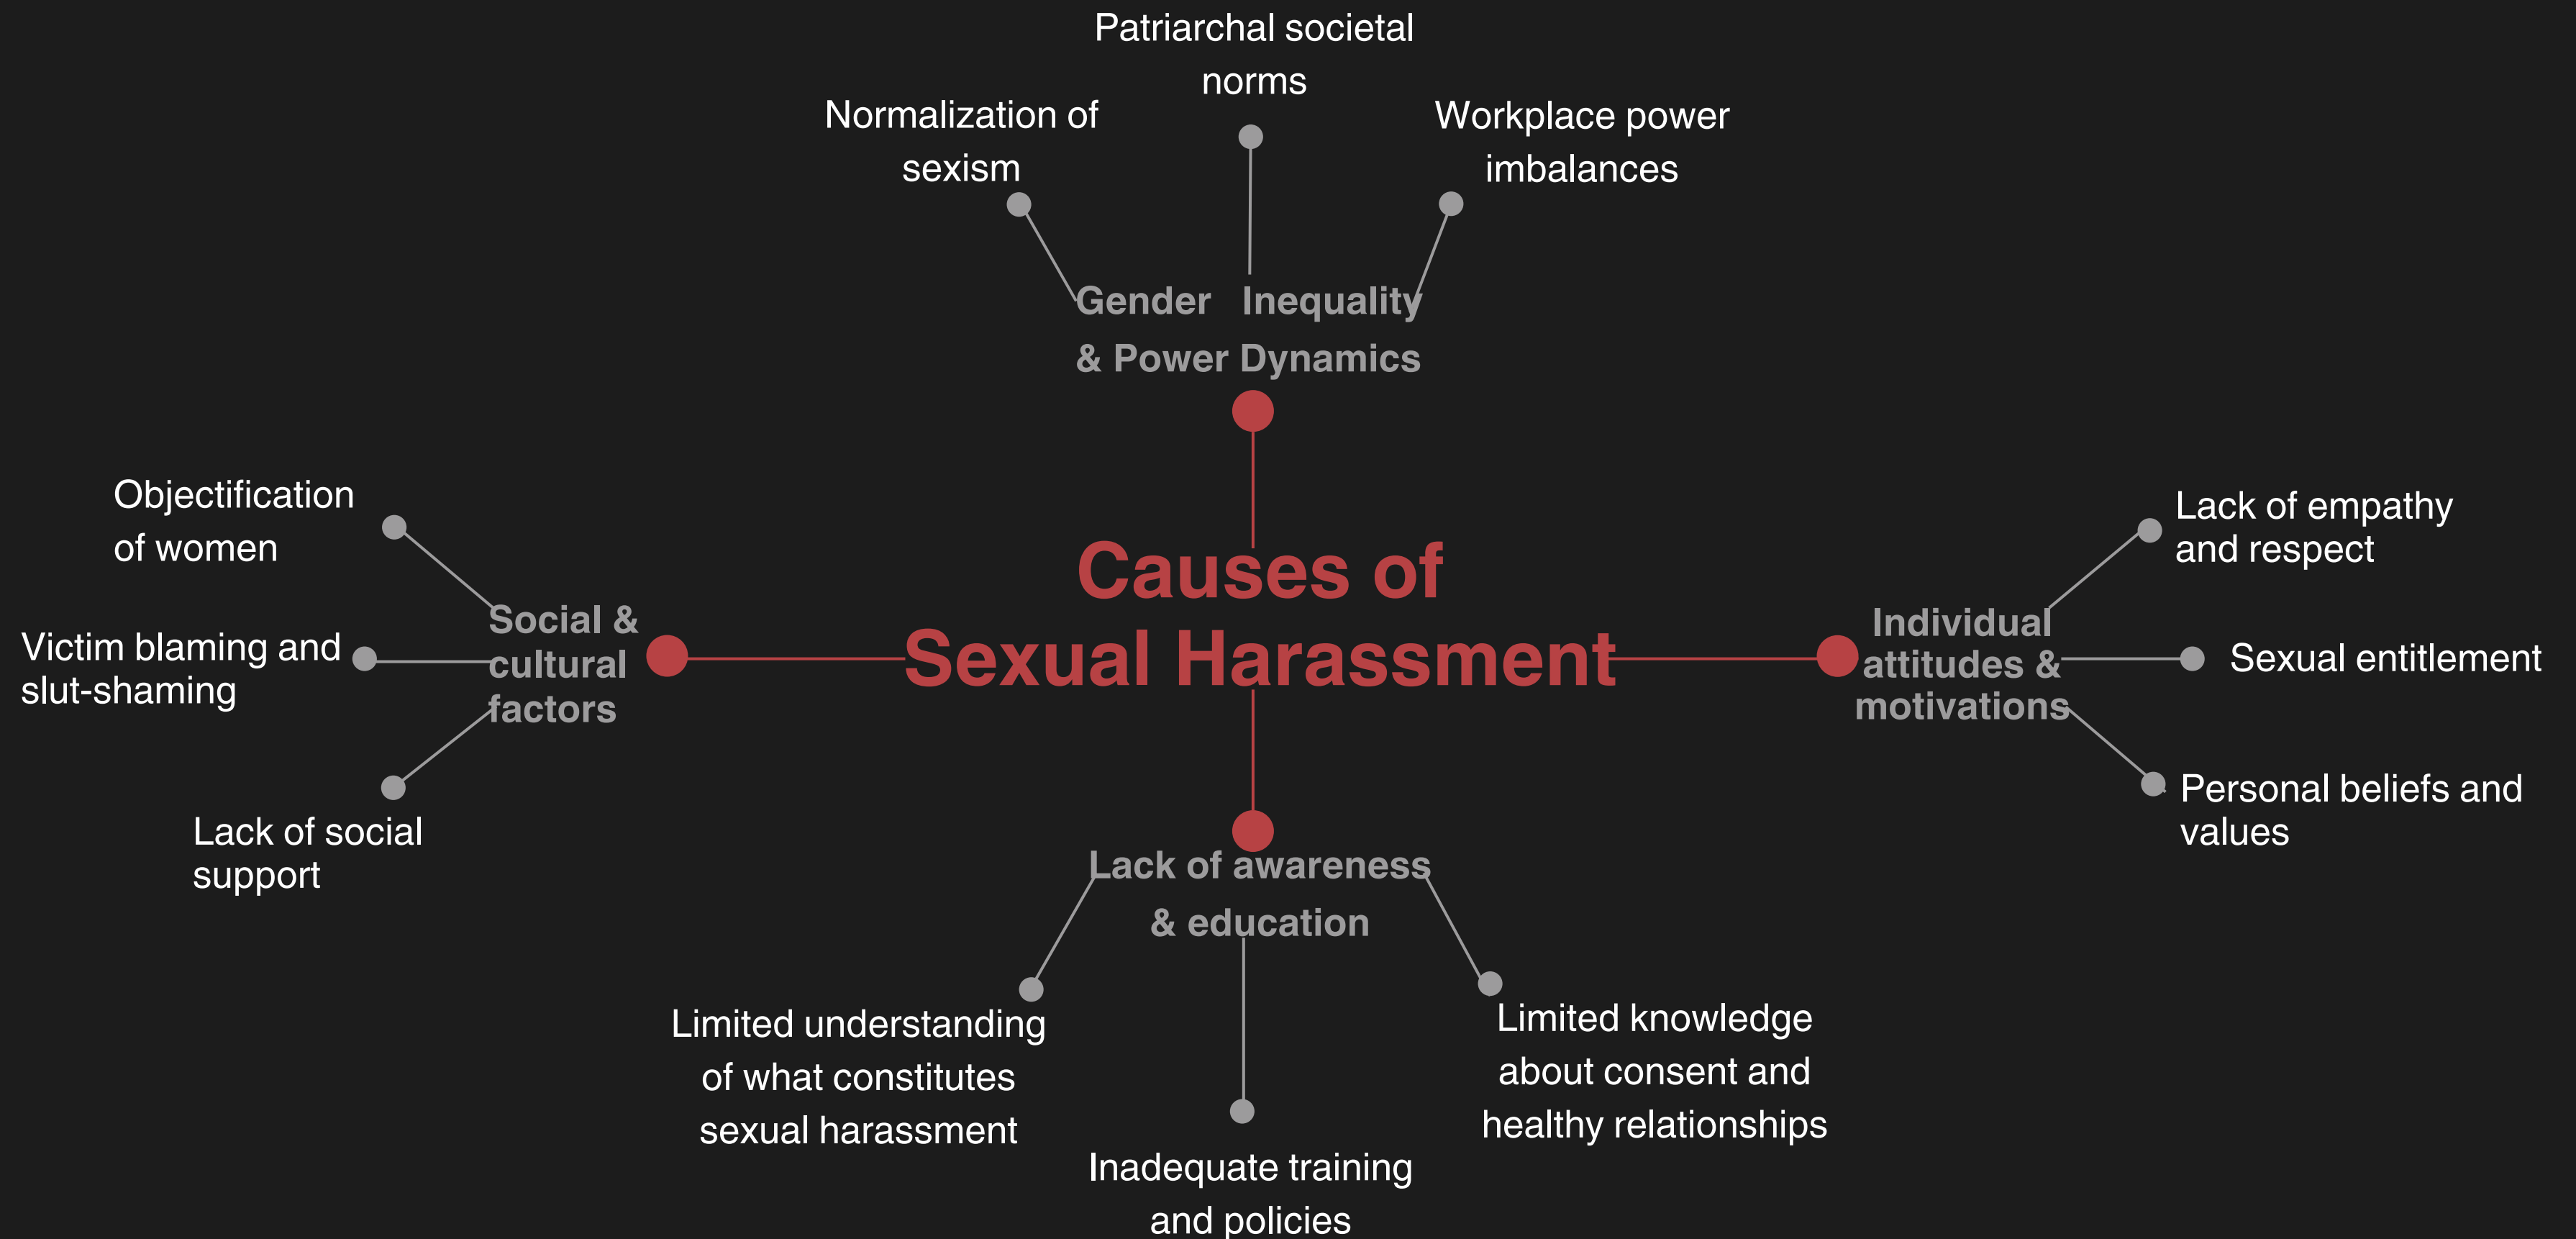 Patriarchal societal
norms
Normalization of
sexism
Workplace power
imbalances
Gender Inequality
& Power Dynamics
Objectification
of women
Victim blaming and
slut-shaming
Lack of social
support
Social &
cultural
factors
Causes of
Sexual Harassment
Individual
attitudes &
motivations
Lack of empathy
and respect
Sexual entitlement
Personal beliefs and
values
Lack of awareness
& education
Limited understanding
of what constitutes
sexual harassment
Inadequate training
and policies
Limited knowledge
about consent and
healthy relationships